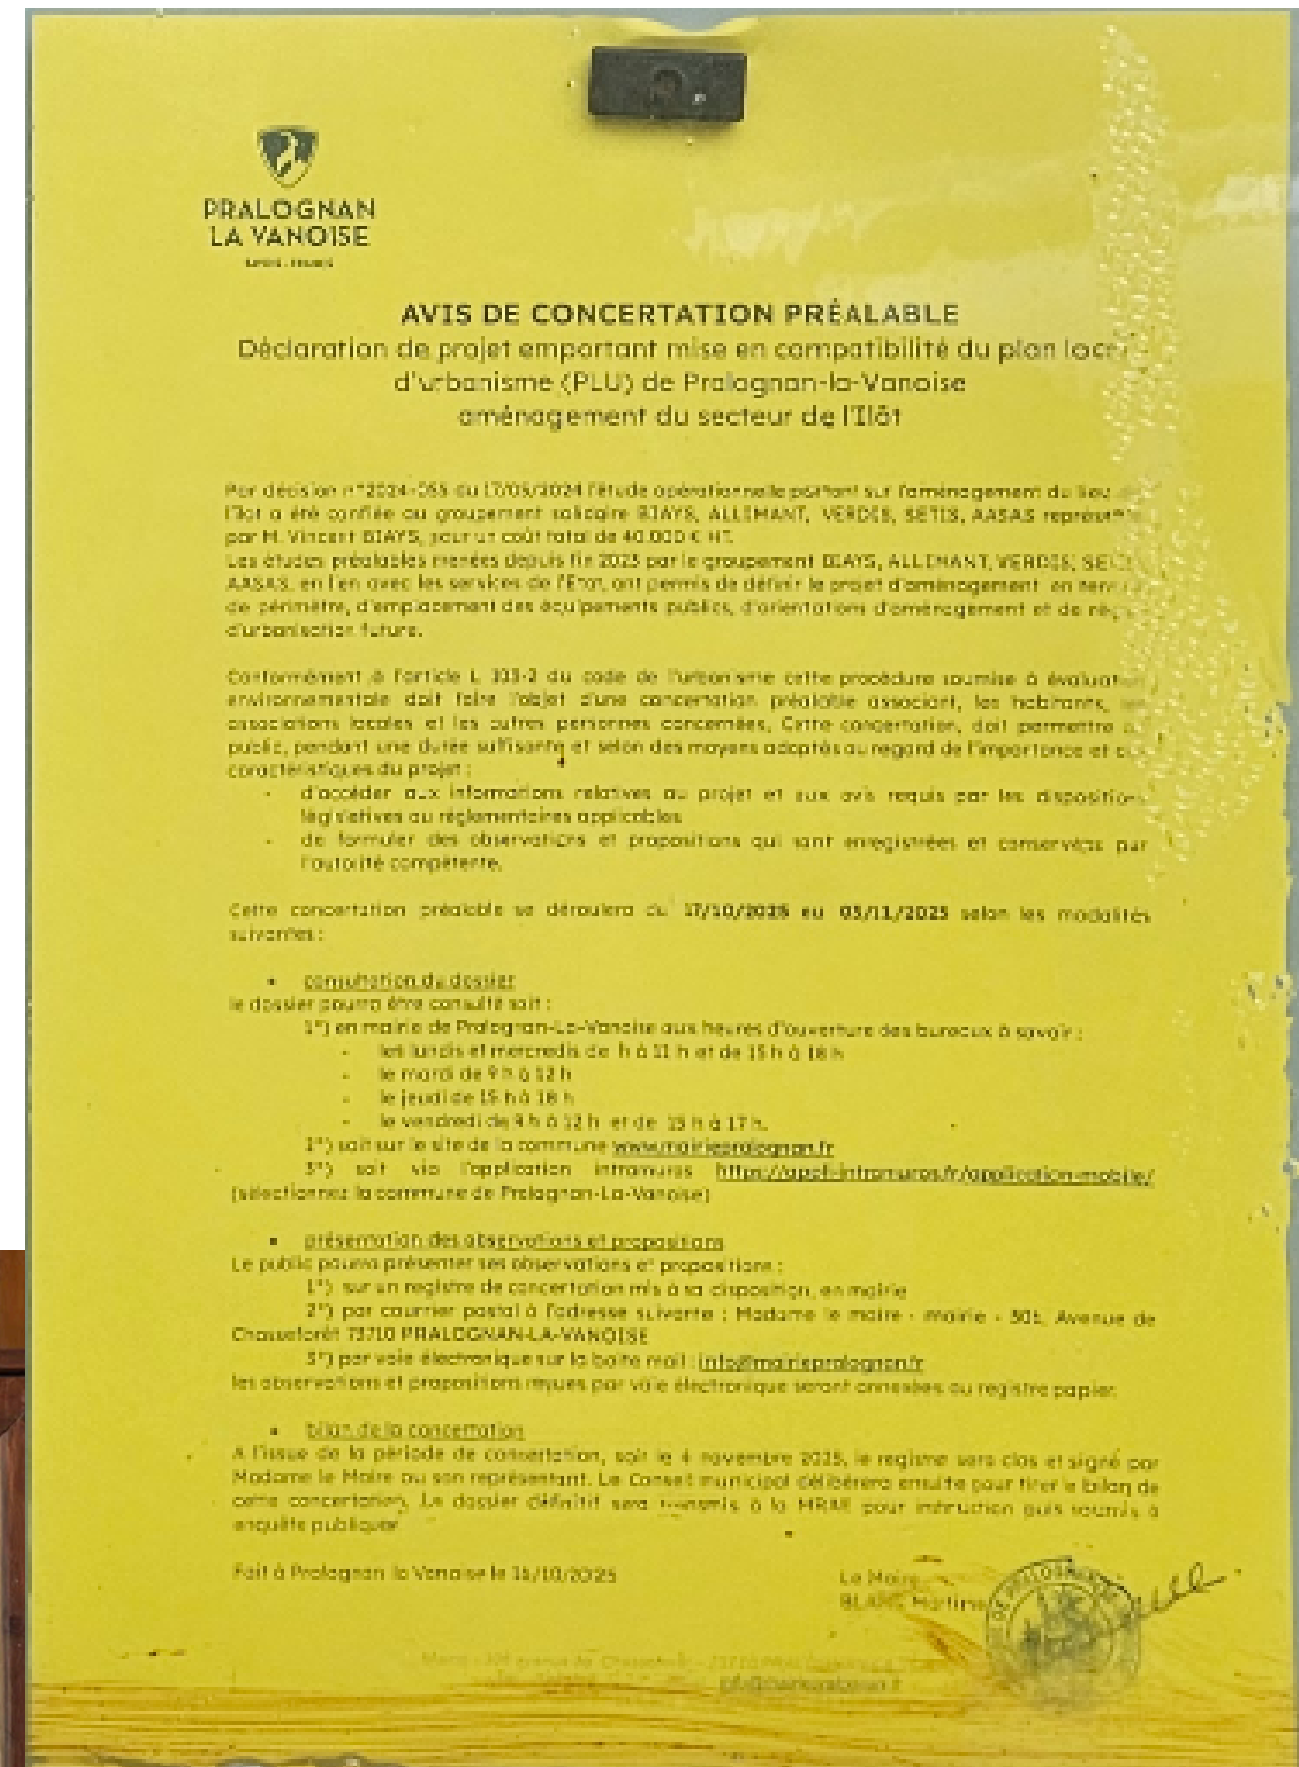 PRALOGNAN
LA VANOISE
AVIS DE CONCERTATION PRÉALABLE
Déclaration de projet emportant mise en compatibilité du plan local
d'urbanisme (PLU) de Pralognan-la-Vanoise
aménagement du secteur de l'Ilôt
Par décision n°2024-055 du 17/05/2024 l'étude opérationnelle portant sur l'aménagement du lieu
l'Ilot a été confiée au groupement solidaire BIAYS, ALLIMANT, VERDIS, SETIS, AASAS
par M. Vincent BIAYS, pour un coût total de 40.000 € HT.
Les études préalables menées depuis fin 2023 par le groupement BIAYS, ALLIMANT, VERDIS,
AASAS, en lien avec les services de l'Etat, ont permis de définir le projet d'aménagement en
de périmètre, d'emplacement des équipements publics, d'orientations d'aménagement et de
d'urbanisation future.
Conformément à l'article L 103-2 du code de l'urbanisme cette procédure soumise à
environnementale doit faire l'objet d'une concertation préalable associant, les habitants,
associations locales et les autres personnes concernées. Cette concertation, doit permettre
public, pendant une durée suffisante et selon des moyens adaptés au regard de l'importance et
caractéristiques du projet :
- d'accéder aux informations relatives au projet et aux avis requis par les dispositions
législatives ou réglementaires applicables
- de formuler des observations et propositions qui sont enregistrées et conservées par
l'autorité compétente.
Cette concertation préalable se déroulera du 17/10/2025 au 05/11/2025 selon les modalités
suivantes :
• consultation du dossier
le dossier pourra être consulté soit :
1°) en mairie de Pralognan-La-Vanoise aux heures d'ouverture des bureaux à savoir :
- les lundis et mercredis de h à 11 h et de 15 h à 18 h
- le mardi de 9 h à 12 h
- le jeudi de 15 h à 18 h
- le vendredi de 9 h à 12 h et de 15 h à 17 h.
2°) soit sur le site de la commune www.mairiepralognan.fr
3°) soit via l'application intramuros https://appli-intramuros.fr/application-mobile/
(sélectionnez la commune de Pralognan-La-Vanoise)
• présentation des observations et propositions
Le public pourra présenter ses observations et propositions :
1°) sur un registre de concertation mis à sa disposition, en mairie
2°) par courrier postal à l'adresse suivante : Madame le maire - mairie - Avenue de
Chasseforêt 73710 PRALOGNAN-LA-VANOISE
3°) par voie électronique sur la boite mail : info@mairiepralognan.fr
les observations et propositions reçues par voie électronique seront annexées au registre papier.
• bilan de la concertation
A l'issue de la période de concertation, soit le 6 novembre 2025, le registre sera clos et signé par
Madame le Maire ou son représentant. Le Conseil municipal délibérera ensuite pour tirer le bilan de
cette concertation. Le dossier définitif sera transmis à la MRAE pour instruction puis soumis à
enquête publique.
Fait à Pralognan la Vanoise le 16/10/2025
Le Maire
BLANC Martine